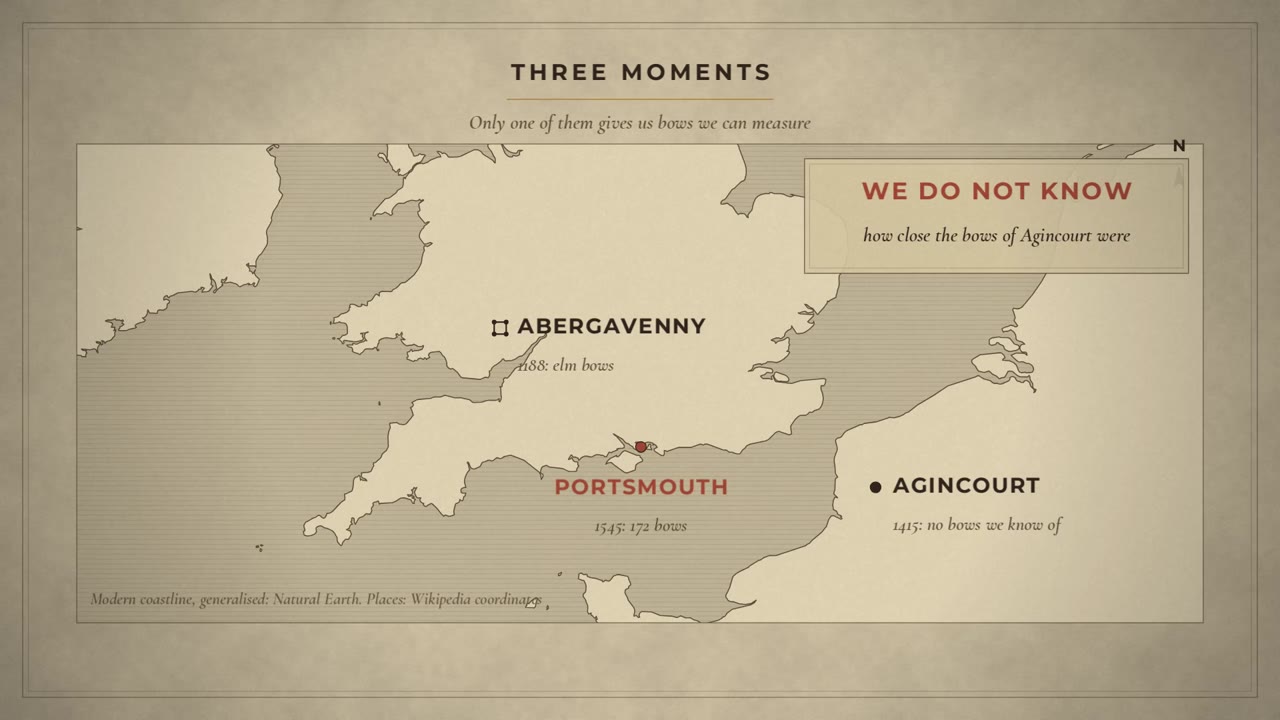 THREE MOMENTS
Only one of them gives us bows we can measure
N
WE DO NOT KNOW
how close the bows of Agincourt were
ABERGAVENNY
1188: elm bows
PORTSMOUTH
1545: 172 bows
AGINCOURT
1415: no bows we know of
Modern coastline, generalised: Natural Earth. Places: Wikipedia coordinates